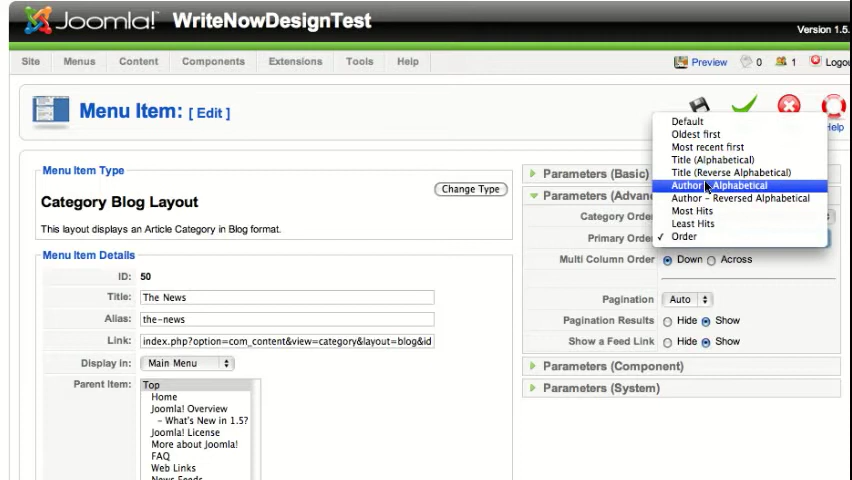 Joomla! WriteNowDesignTest
Version 1.5.
Site Menus Content Components Extensions Tools Help Preview 0 1 Logou
Menu Item: [ Edit ]
Help
Default
Oldest first
Most recent first
Title (Alphabetical)
Title (Reverse Alphabetical)
Author - Alphabetical
Author - Reversed Alphabetical
Most Hits
Least Hits
✓ Order
Menu Item Type
Change Type
Category Blog Layout
This layout displays an Article Category in Blog format.
Menu Item Details
ID: 50
Title: The News
Alias: the-news
Link: index.php?option=com_content&view=category&layout=blog&id
Display in: Main Menu
Parent Item: Top
Home
Joomla! Overview
- What's New in 1.5?
Joomla! License
More about Joomla!
FAQ
Web Links
News Feeds
Parameters (Basic)
Parameters (Advan
Category Orde
Primary Orde
Multi Column Order Down Across
Pagination Auto
Pagination Results Hide Show
Show a Feed Link Hide Show
Parameters (Component)
Parameters (System)